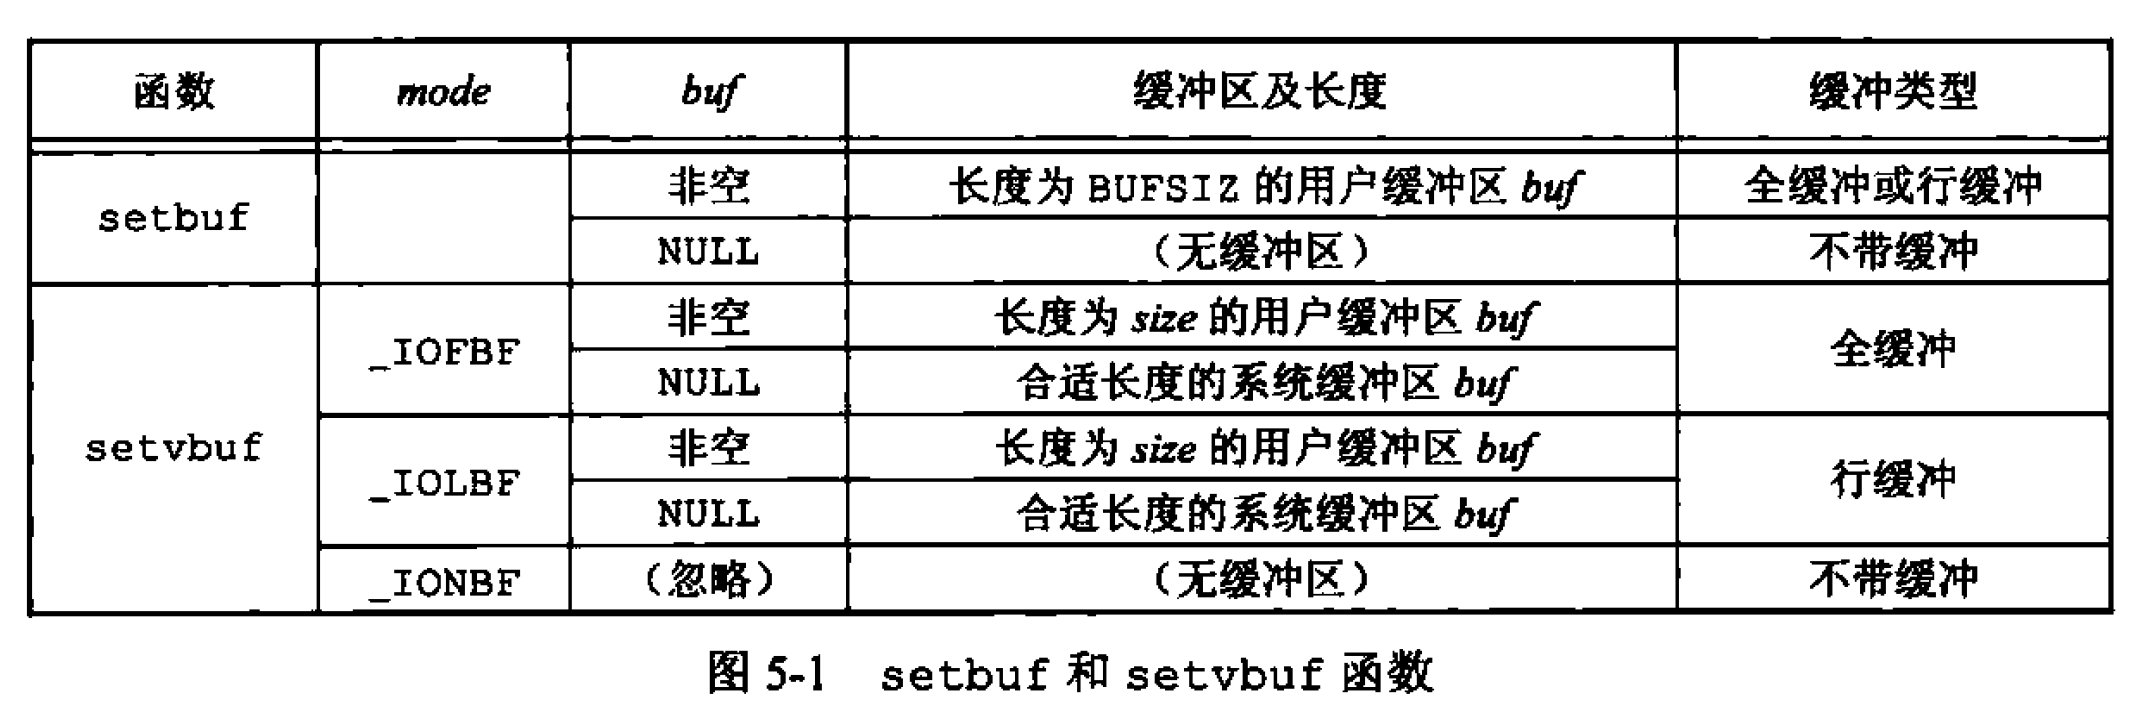 函数 mode buf 缓冲区及长度 缓冲类型
setbuf 非空 长度为 BUFSIZ 的用户缓冲区 buf 全缓冲或行缓冲
NULL （无缓冲区） 不带缓冲
setvbuf _IOFBF 非空 长度为 size 的用户缓冲区 buf 全缓冲
NULL 合适长度的系统缓冲区 buf
_IOLBF 非空 长度为 size 的用户缓冲区 buf 行缓冲
NULL 合适长度的系统缓冲区 buf
_IONBF （忽略） （无缓冲区） 不带缓冲
图 5-1 setbuf 和 setvbuf 函数